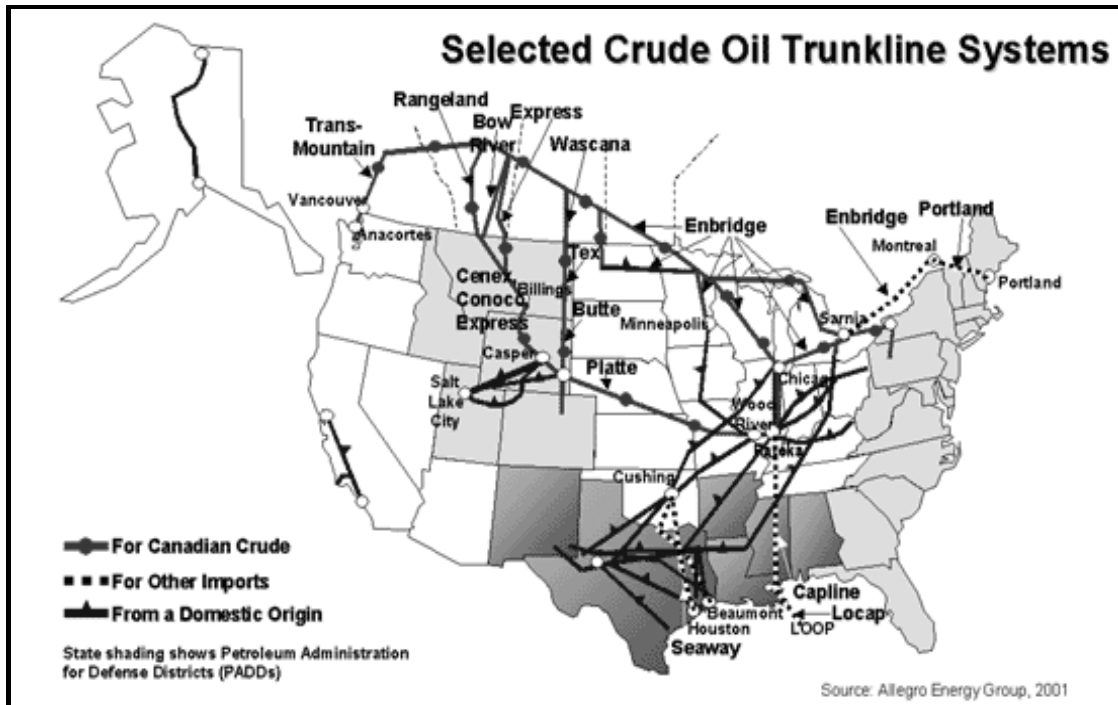 Selected Crude Oil Trunkline Systems
Rangeland
Express
Bow
River
Trans-
Mountain
Wascana
Vancouver
Anacortes
Enbridge
Enbridge
Portland
Montreal
Portland
Tex
Cenex,
Conoco,
Express
Billings
Butte
Minneapolis
Sarnia
Casper
Platte
Chicago
Salt
Lake
City
Wood
River
Patoka
Cushing
Capline
Locap
LOOP
Beaumont
Houston
Seaway
For Canadian Crude
For Other Imports
From a Domestic Origin
State shading shows Petroleum Administration
for Defense Districts (PADDs)
Source: Allegro Energy Group, 2001